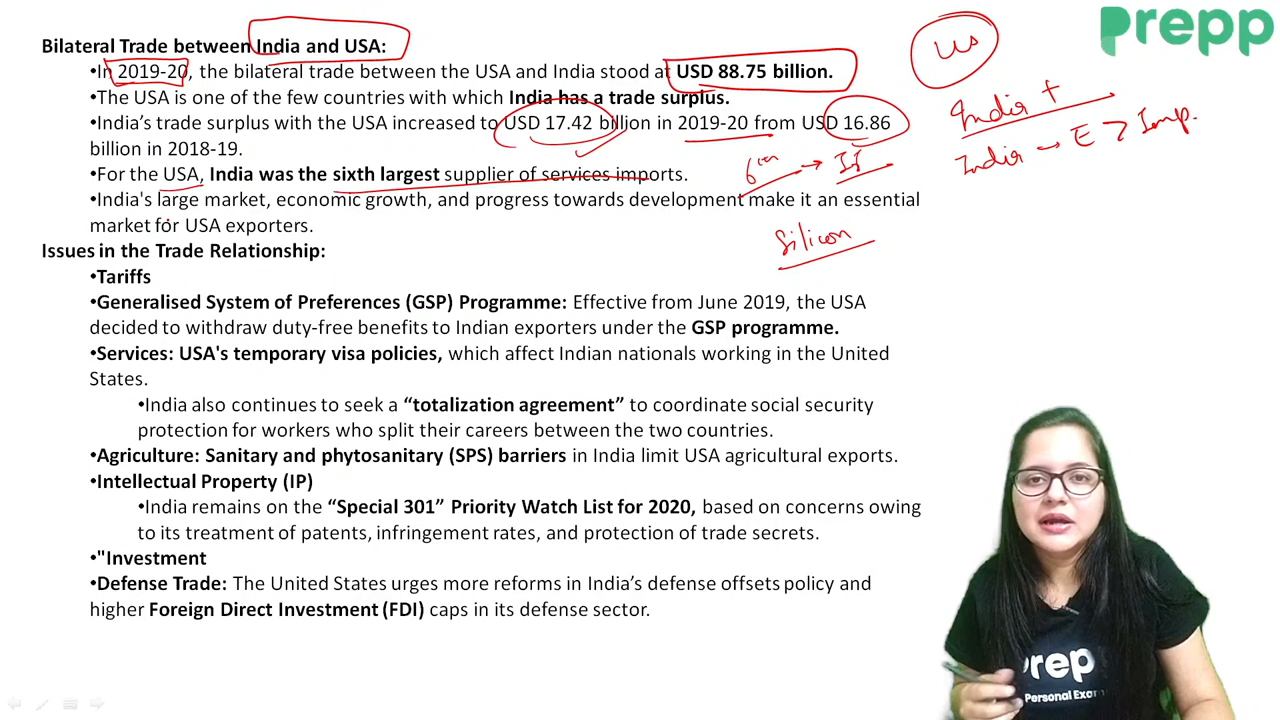 Prepp
Bilateral Trade between India and USA:
•In 2019-20, the bilateral trade between the USA and India stood at USD 88.75 billion.
•The USA is one of the few countries with which India has a trade surplus.
•India’s trade surplus with the USA increased to USD 17.42 billion in 2019-20 from USD 16.86
billion in 2018-19.
•For the USA, India was the sixth largest supplier of services imports.
•India's large market, economic growth, and progress towards development make it an essential
market for USA exporters.
Issues in the Trade Relationship:
•Tariffs
•Generalised System of Preferences (GSP) Programme: Effective from June 2019, the USA
decided to withdraw duty-free benefits to Indian exporters under the GSP programme.
•Services: USA's temporary visa policies, which affect Indian nationals working in the United
States.
•India also continues to seek a “totalization agreement” to coordinate social security
protection for workers who split their careers between the two countries.
•Agriculture: Sanitary and phytosanitary (SPS) barriers in India limit USA agricultural exports.
•Intellectual Property (IP)
•India remains on the “Special 301” Priority Watch List for 2020, based on concerns owing
to its treatment of patents, infringement rates, and protection of trade secrets.
•"Investment
•Defense Trade: The United States urges more reforms in India’s defense offsets policy and
higher Foreign Direct Investment (FDI) caps in its defense sector.
US
India +
India → E > Imp.
6th →
Silicon
prepp
Personal Exam